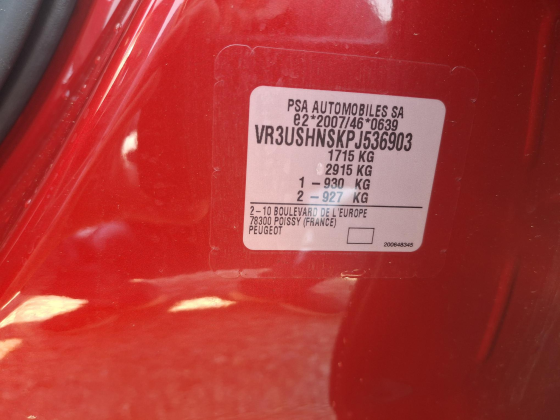 PSA AUTOMOBILES SA
e2*2007/46*0639
VR3USHNSKPJ536903
1715 KG
2915 KG
1 – 930 KG
2 – 927 KG
2–10 BOULEVARD DE L'EUROPE
78300 POISSY (FRANCE)
PEUGEOT
200648345